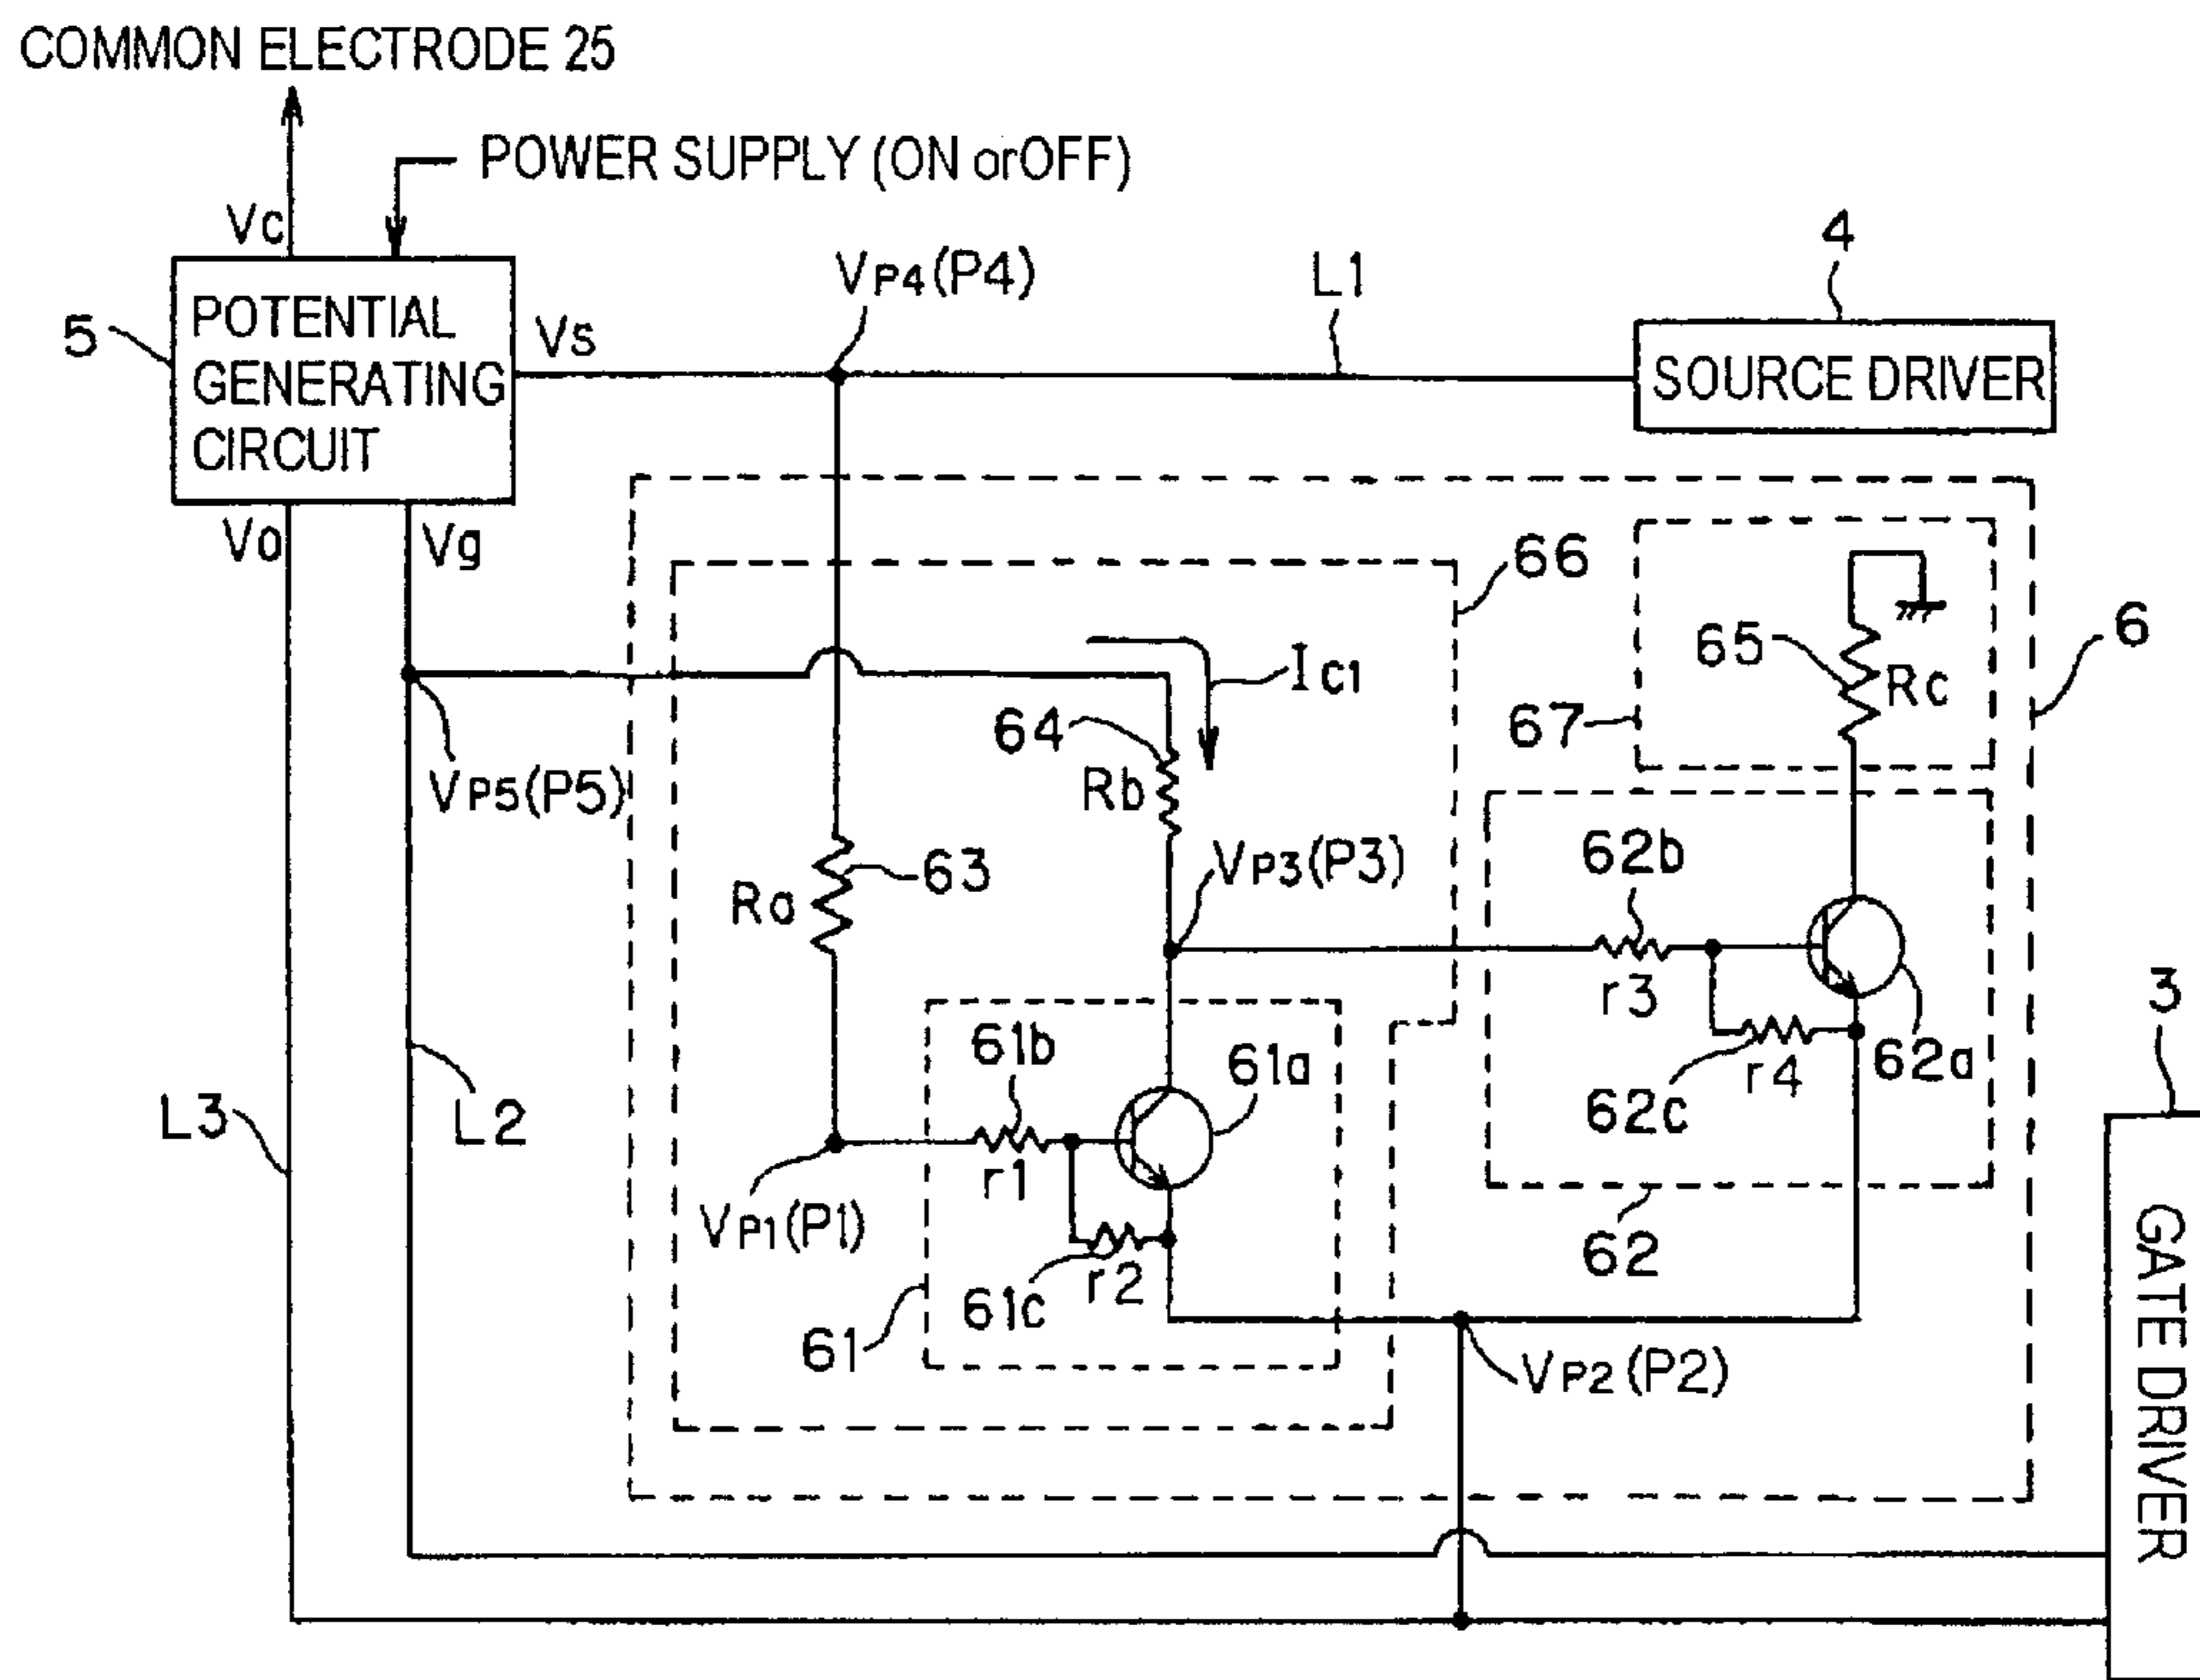 COMMON ELECTRODE 25
POWER SUPPLY (ON orOFF)
Vc
VP4(P4)
L1
4
5
POTENTIAL
GENERATING
CIRCUIT
Vs
SOURCE DRIVER
Vo
Vg
66
6
65
Rc
IC1
67
64
Rb
VP5(P5)
62b
63
Ra
VP3(P3)
r3
3
61b
61a
62a
r4
62c
L3
L2
r1
VP1(P1)
62
r2
61c
61
VP2(P2)
GATE DRIVER